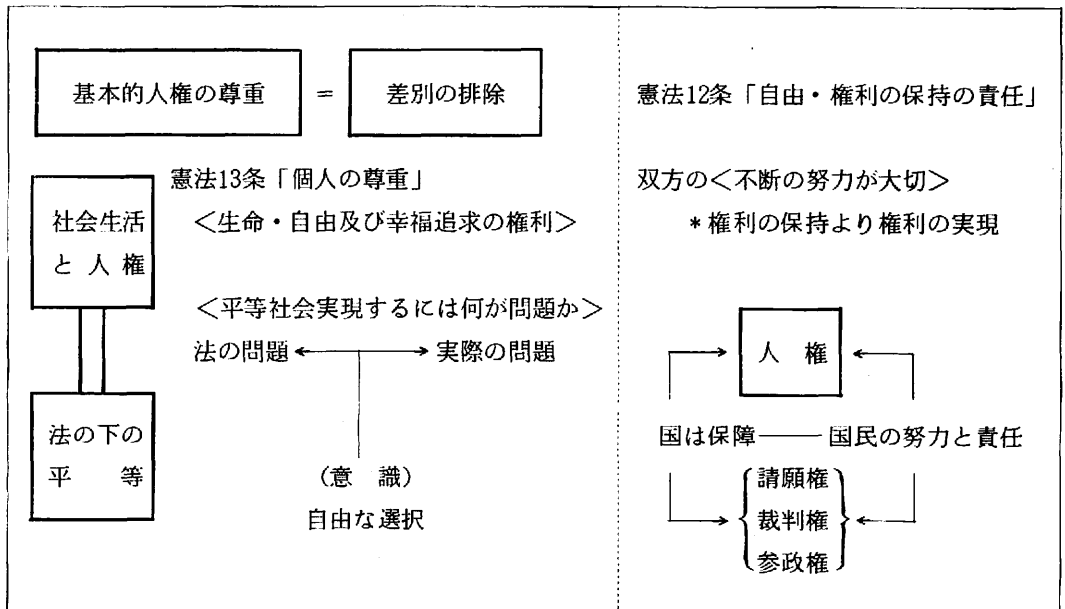 基本的人権の尊重 = 差別の排除
社会生活
と人権
憲法13条「個人の尊重」
＜生命・自由及び幸福追求の権利＞
＜平等社会実現するには何が問題か＞
法の問題 ←→ 実際の問題
(意　識)
自由な選択
法の下の
平　等
憲法12条「自由・権利の保持の責任」
双方の＜不断の努力が大切＞
＊権利の保持より権利の実現
人　権
国は保障―― 国民の努力と責任
請願権
裁判権
参政権